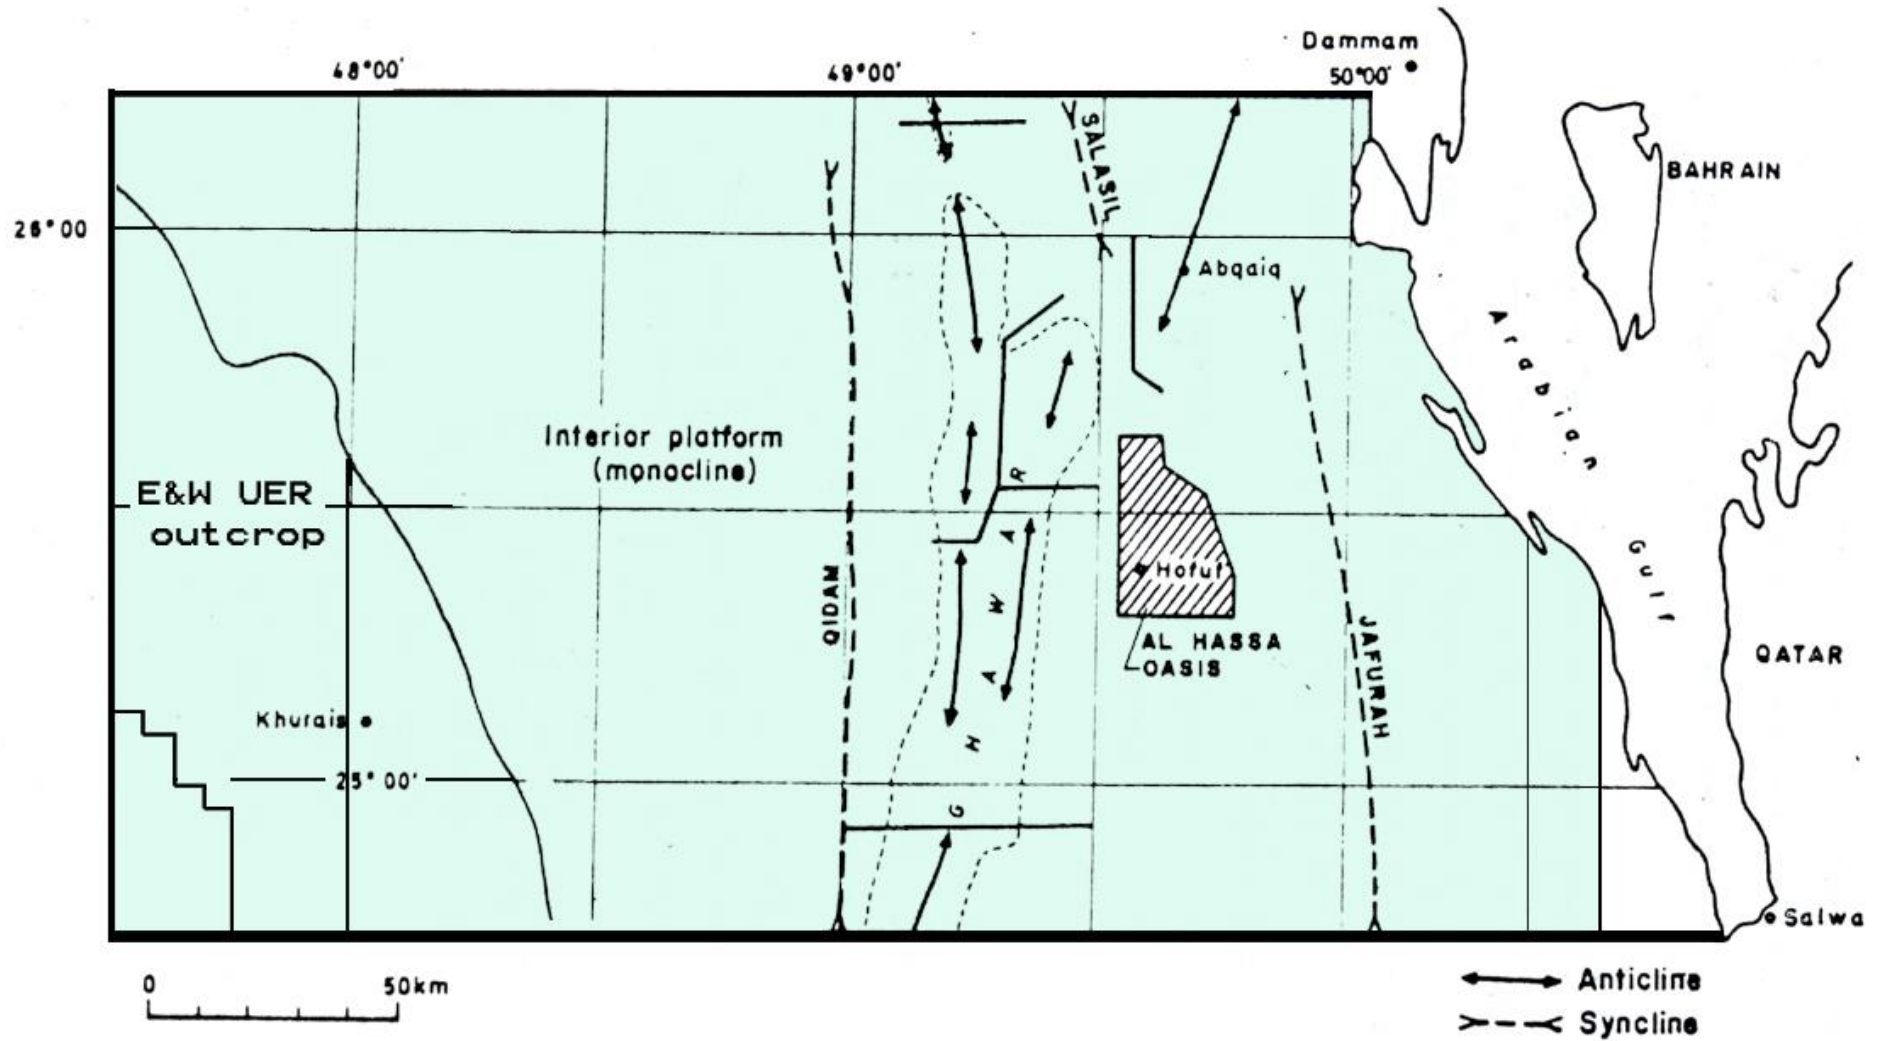 Dammam
48°00'
49°00'
50°00'
SALASIL
BAHRAIN
26°00
Abqaiq
Arabian Gulf
Interior platform
(monocline)
E&W UER
outcrop
QIDAM
GHAWAR
Hofuf
AL HASSA
OASIS
JAFURAH
QATAR
Khurais
25°00'
Salwa
0 50km
Anticline
Syncline